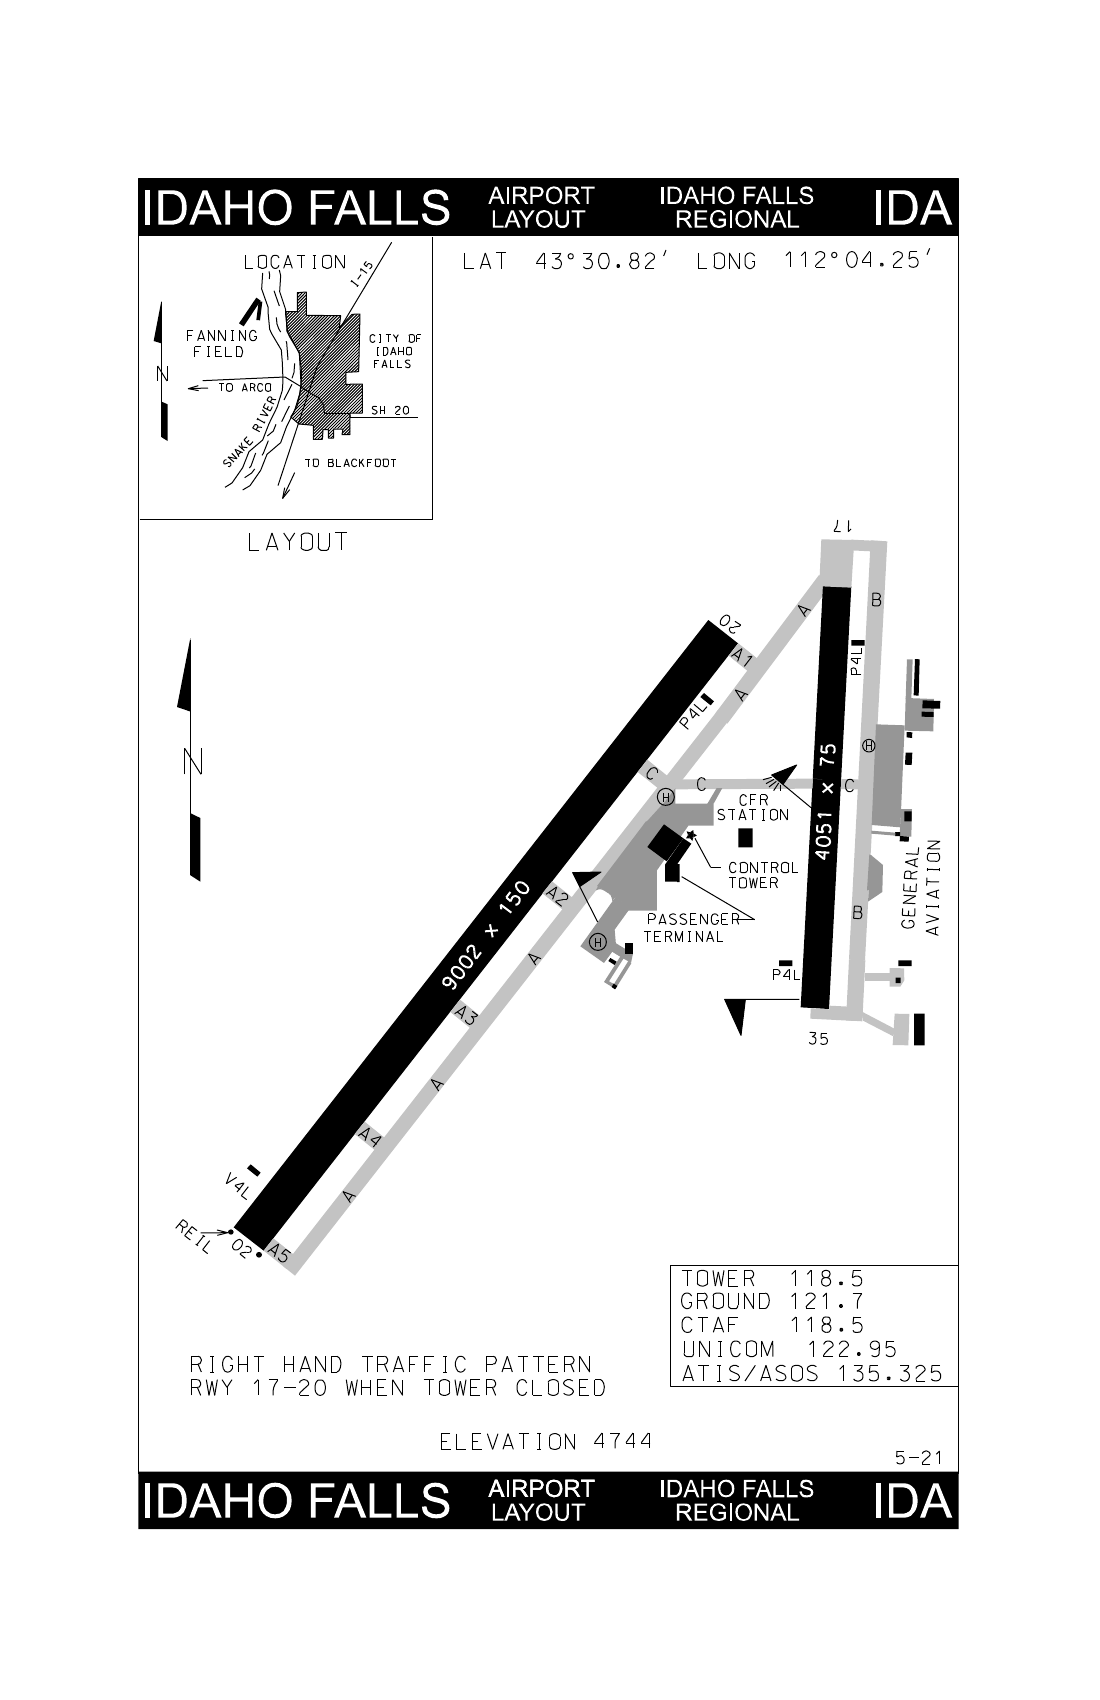 IDAHO FALLS AIRPORT LAYOUT IDAHO FALLS REGIONAL IDA
LAT 43°30.82′ LONG 112°04.25′
LOCATION
I-15
FANNING
FIELD
CITY OF
IDAHO
FALLS
N
TO ARCO
SH 20
SNAKE RIVER
TO BLACKFOOT
LAYOUT
17
B
A
20
A1
P4L
A
P4L
N
H
C
C
C
H
4051 x 75
CFR
STATION
CONTROL
TOWER
GENERAL
AVIATION
9002 x 150
A2
PASSENGER
TERMINAL
B
H
A
P4L
A3
35
A
A4
V4L
A
REIL
02
A5
TOWER 118.5
GROUND 121.7
CTAF 118.5
UNICOM 122.95
ATIS/ASOS 135.325
RIGHT HAND TRAFFIC PATTERN
RWY 17-20 WHEN TOWER CLOSED
ELEVATION 4744
5-21
IDAHO FALLS AIRPORT LAYOUT IDAHO FALLS REGIONAL IDA